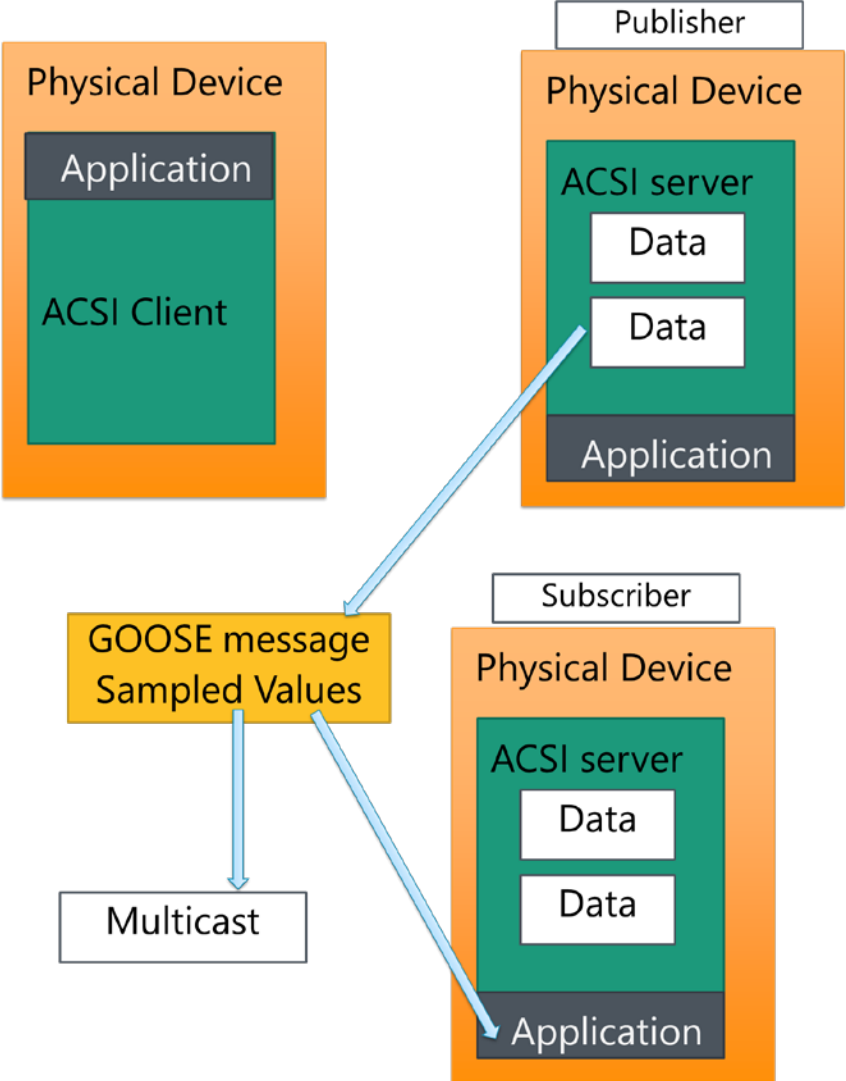 Physical Device
Application
ACSI Client
Publisher
Physical Device
ACSI server
Data
Data
Application
GOOSE message
Sampled Values
Multicast
Subscriber
Physical Device
ACSI server
Data
Data
Application